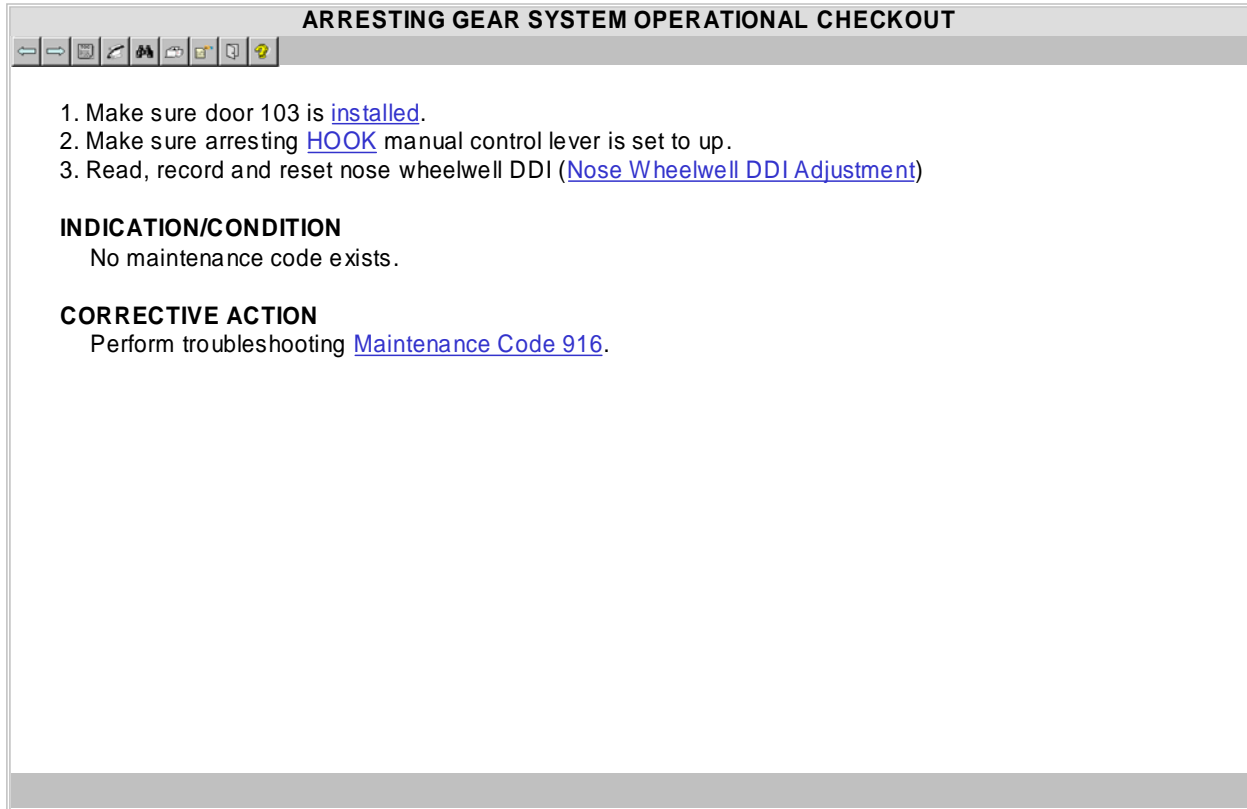 ARRESTING GEAR SYSTEM OPERATIONAL CHECKOUT
1. Make sure door 103 is installed.
2. Make sure arresting HOOK manual control lever is set to up.
3. Read, record and reset nose wheelwell DDI (Nose Wheelwell DDI Adjustment)
INDICATION/CONDITION
No maintenance code exists.
CORRECTIVE ACTION
Perform troubleshooting Maintenance Code 916.